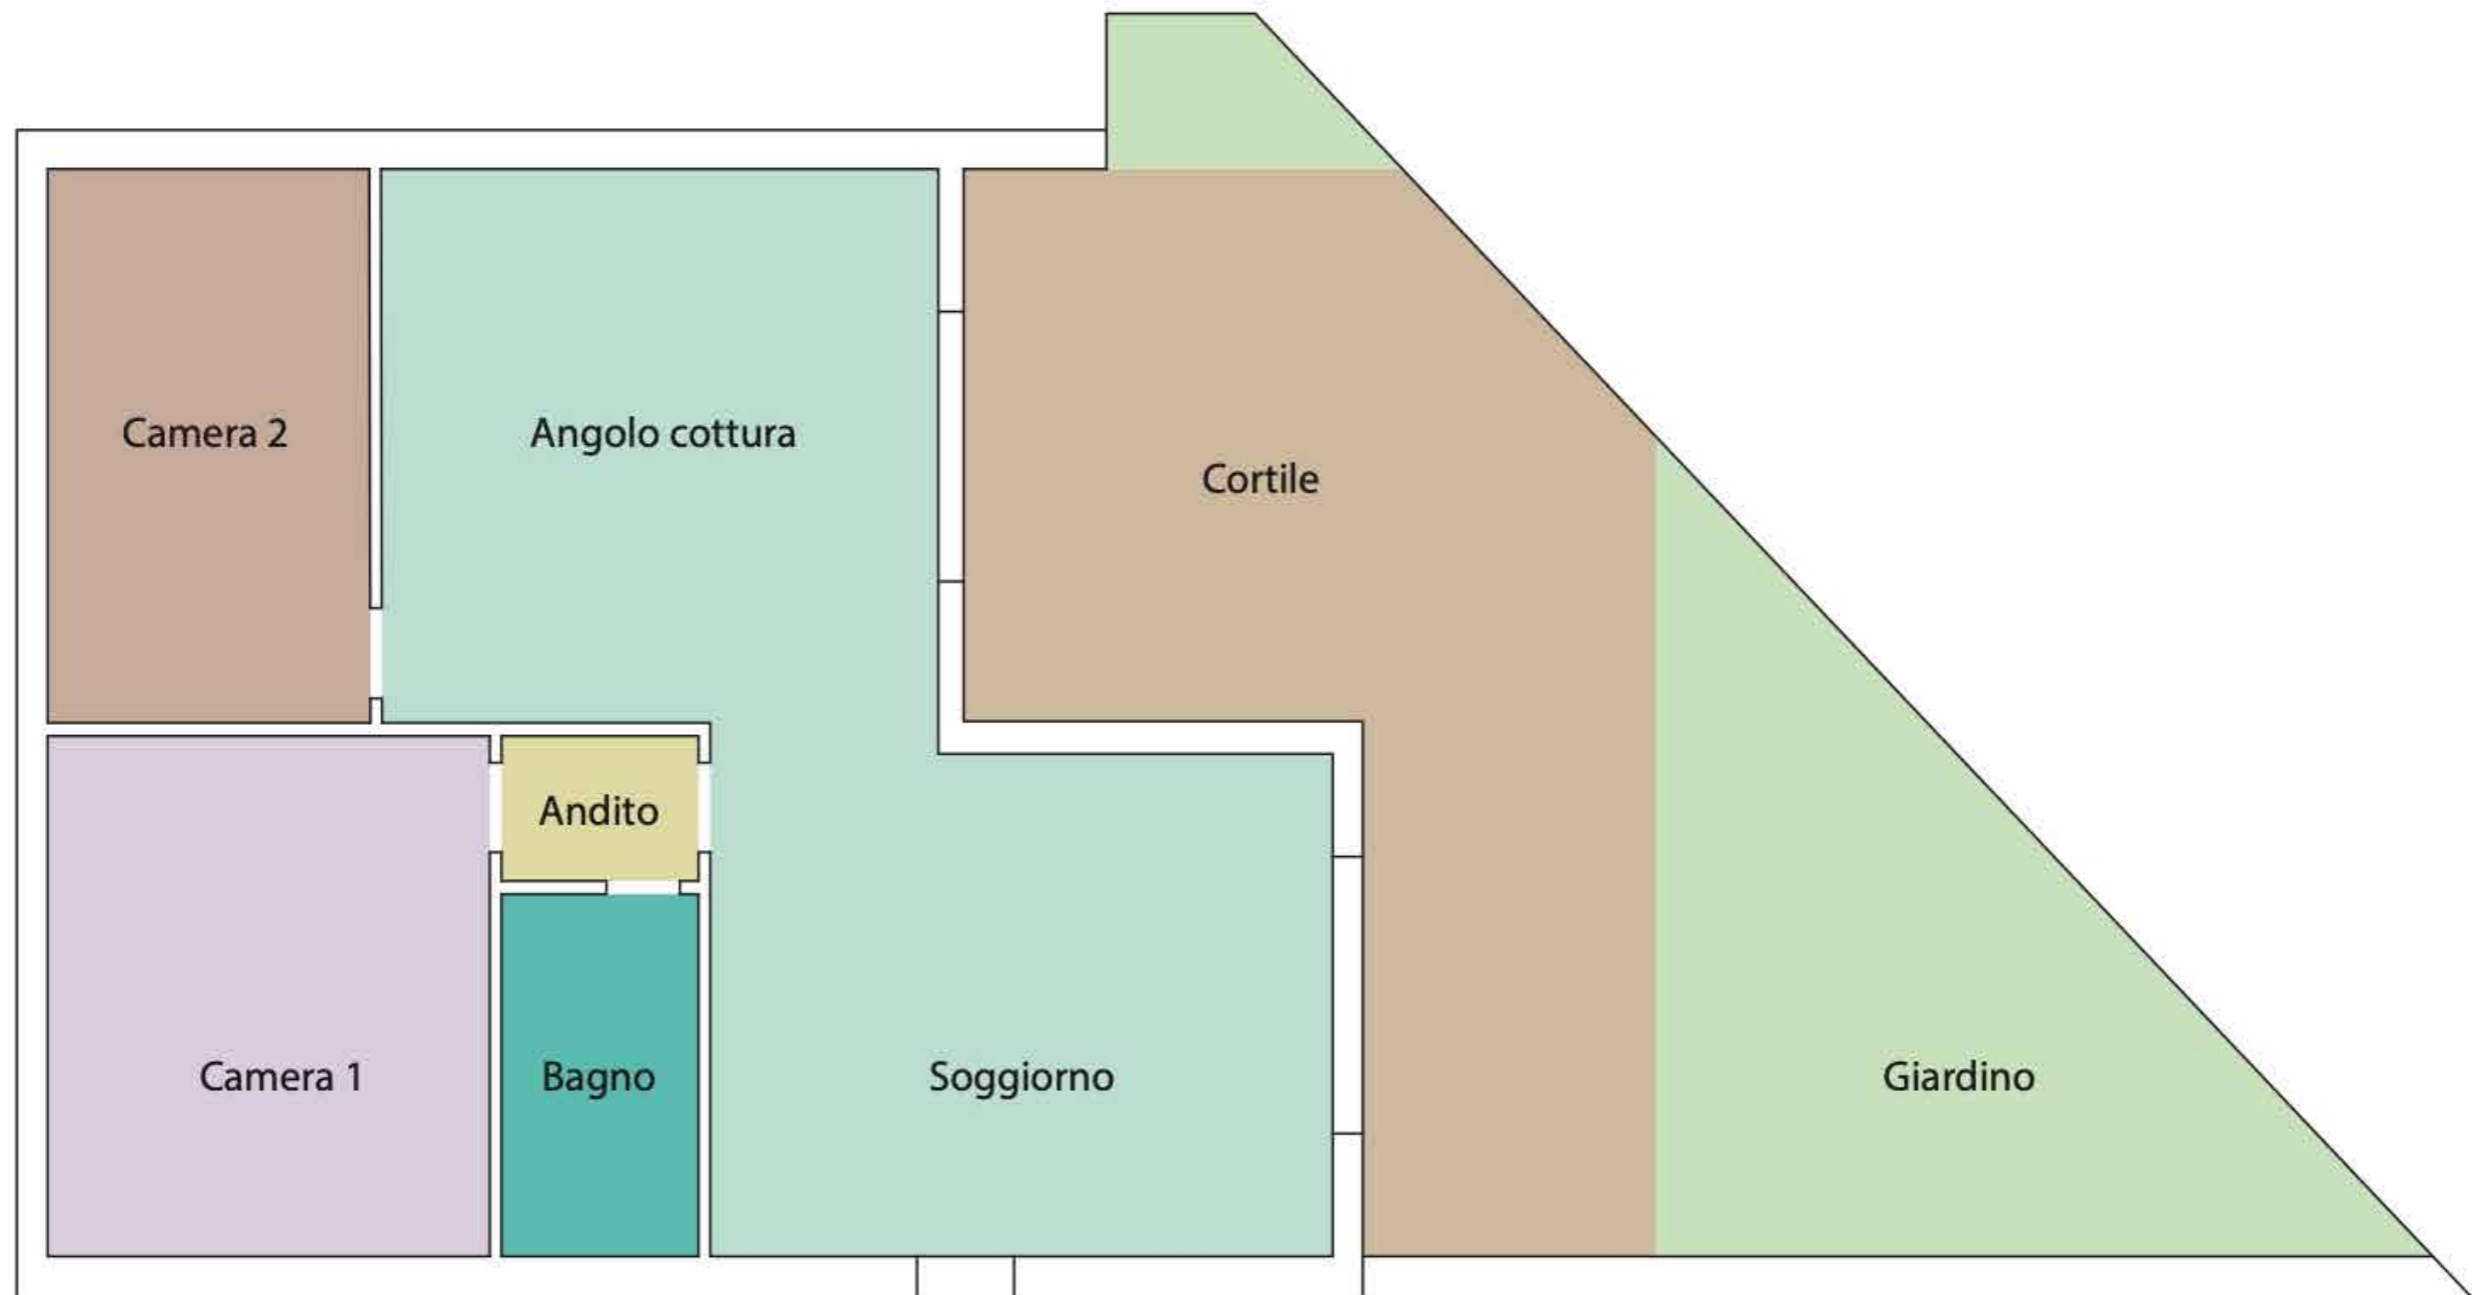 Camera 2
Angolo cottura
Cortile
Andito
Camera 1
Bagno
Soggiorno
Giardino